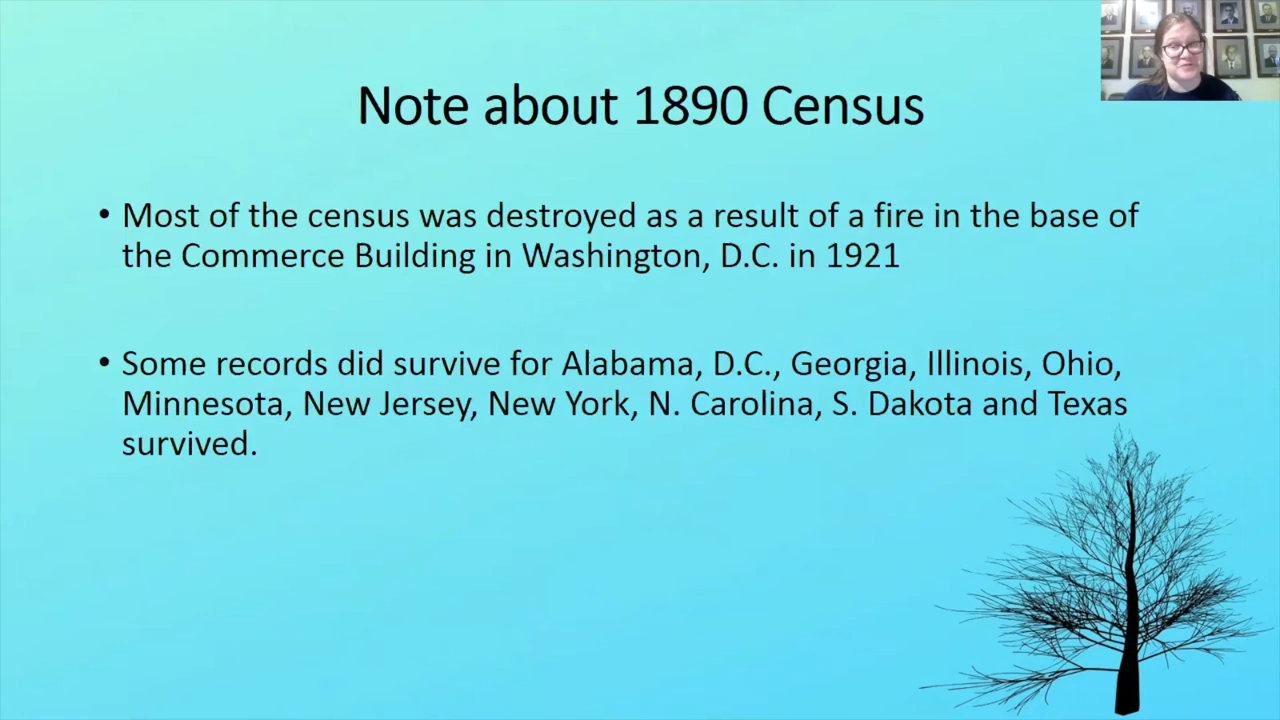 Note about 1890 Census
• Most of the census was destroyed as a result of a fire in the base of
the Commerce Building in Washington, D.C. in 1921
• Some records did survive for Alabama, D.C., Georgia, Illinois, Ohio,
Minnesota, New Jersey, New York, N. Carolina, S. Dakota and Texas
survived.